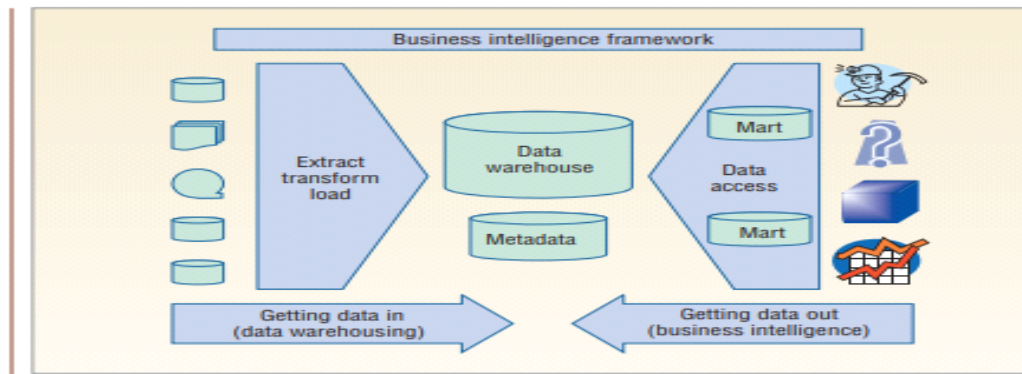 Business intelligence framework
Extract
transform
load
Data
warehouse
Metadata
Mart
Data
access
Mart
Getting data in
(data warehousing)
Getting data out
(business intelligence)